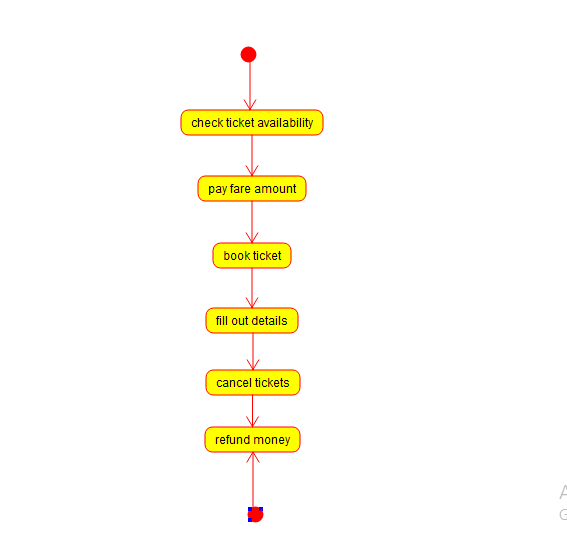 check ticket availability
pay fare amount
book ticket
fill out details
cancel tickets
refund money